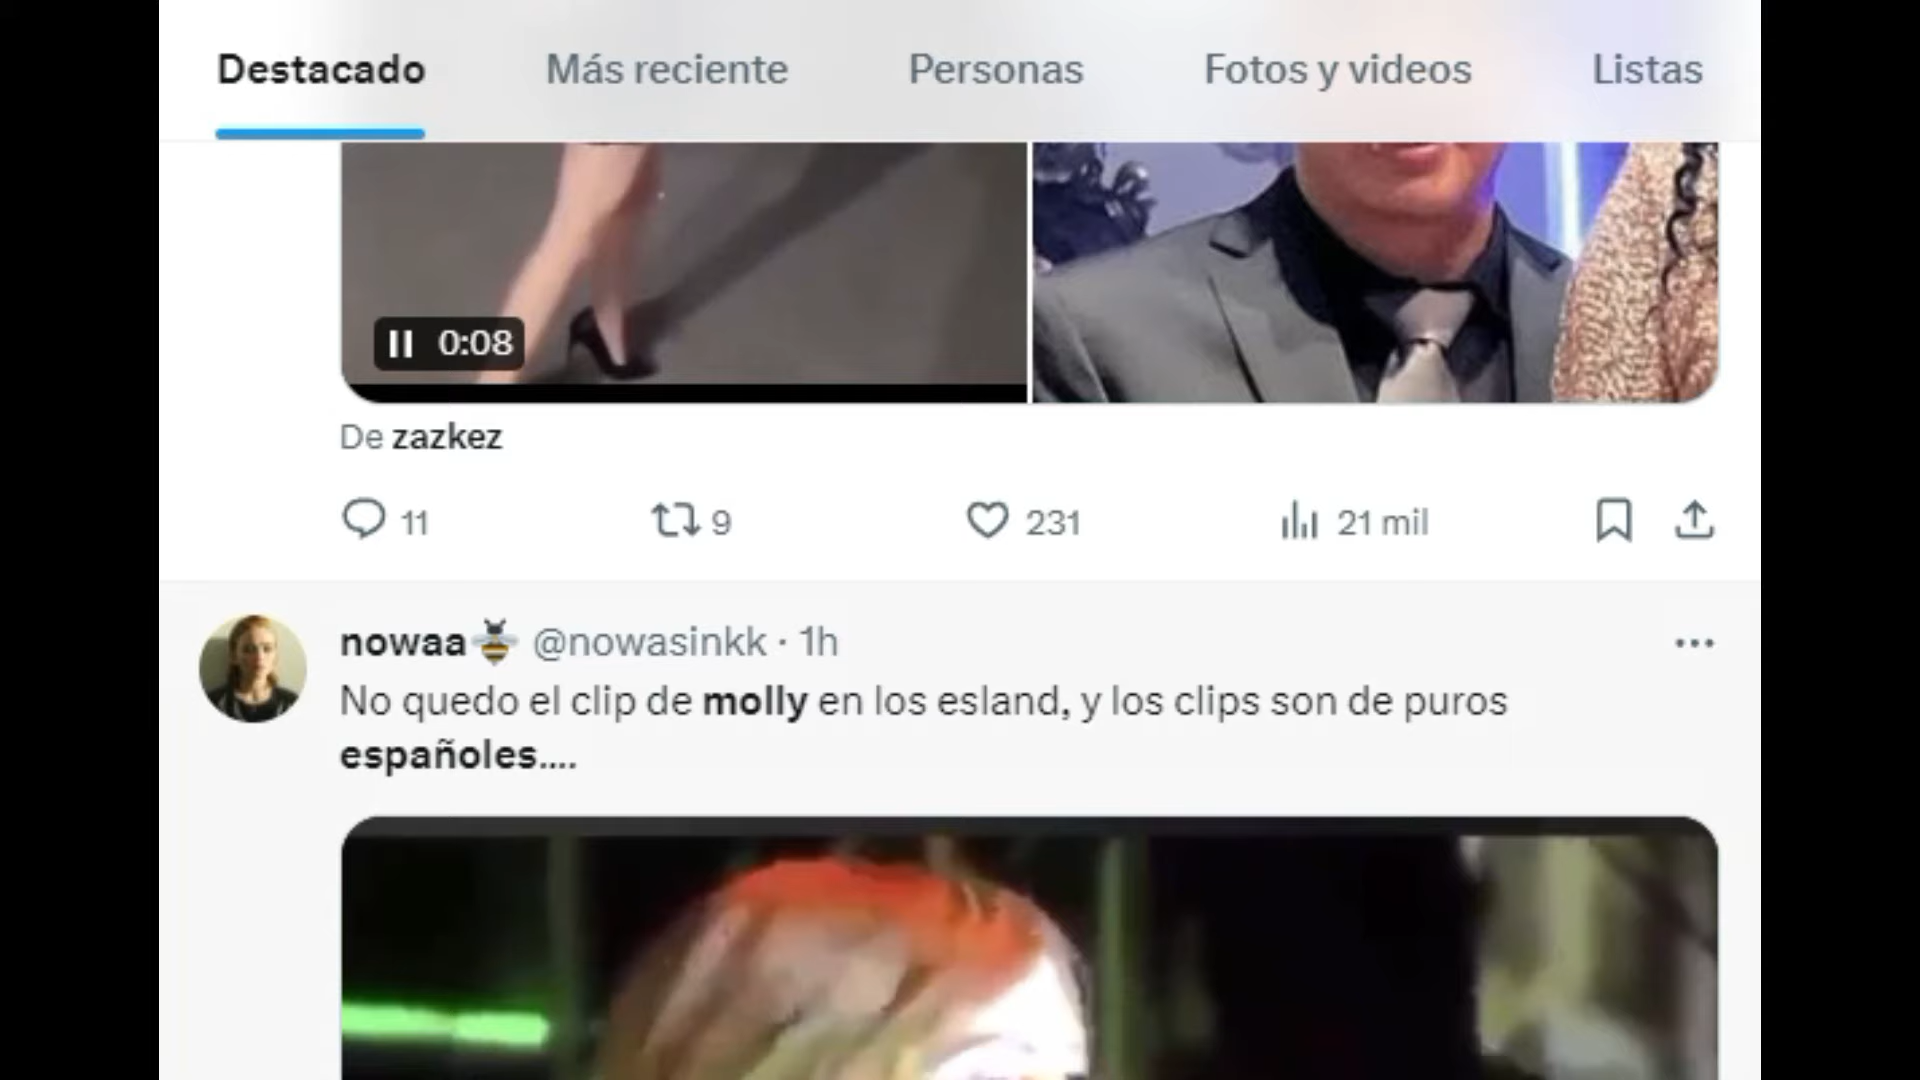 Destacado Más reciente Personas Fotos y videos Listas
0:08
De zazkez
11 9 231 21 mil
nowaa @nowasinkk · 1h
No quedo el clip de molly en los esland, y los clips son de puros
españoles....